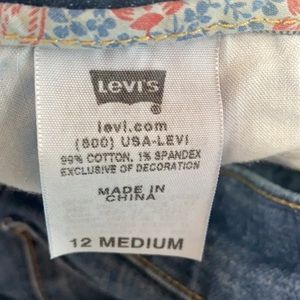 Levi's
levi.com
(800) USA-LEVI
99% COTTON, 1% SPANDEX
EXCLUSIVE OF DECORATION
MADE IN
CHINA
12 MEDIUM